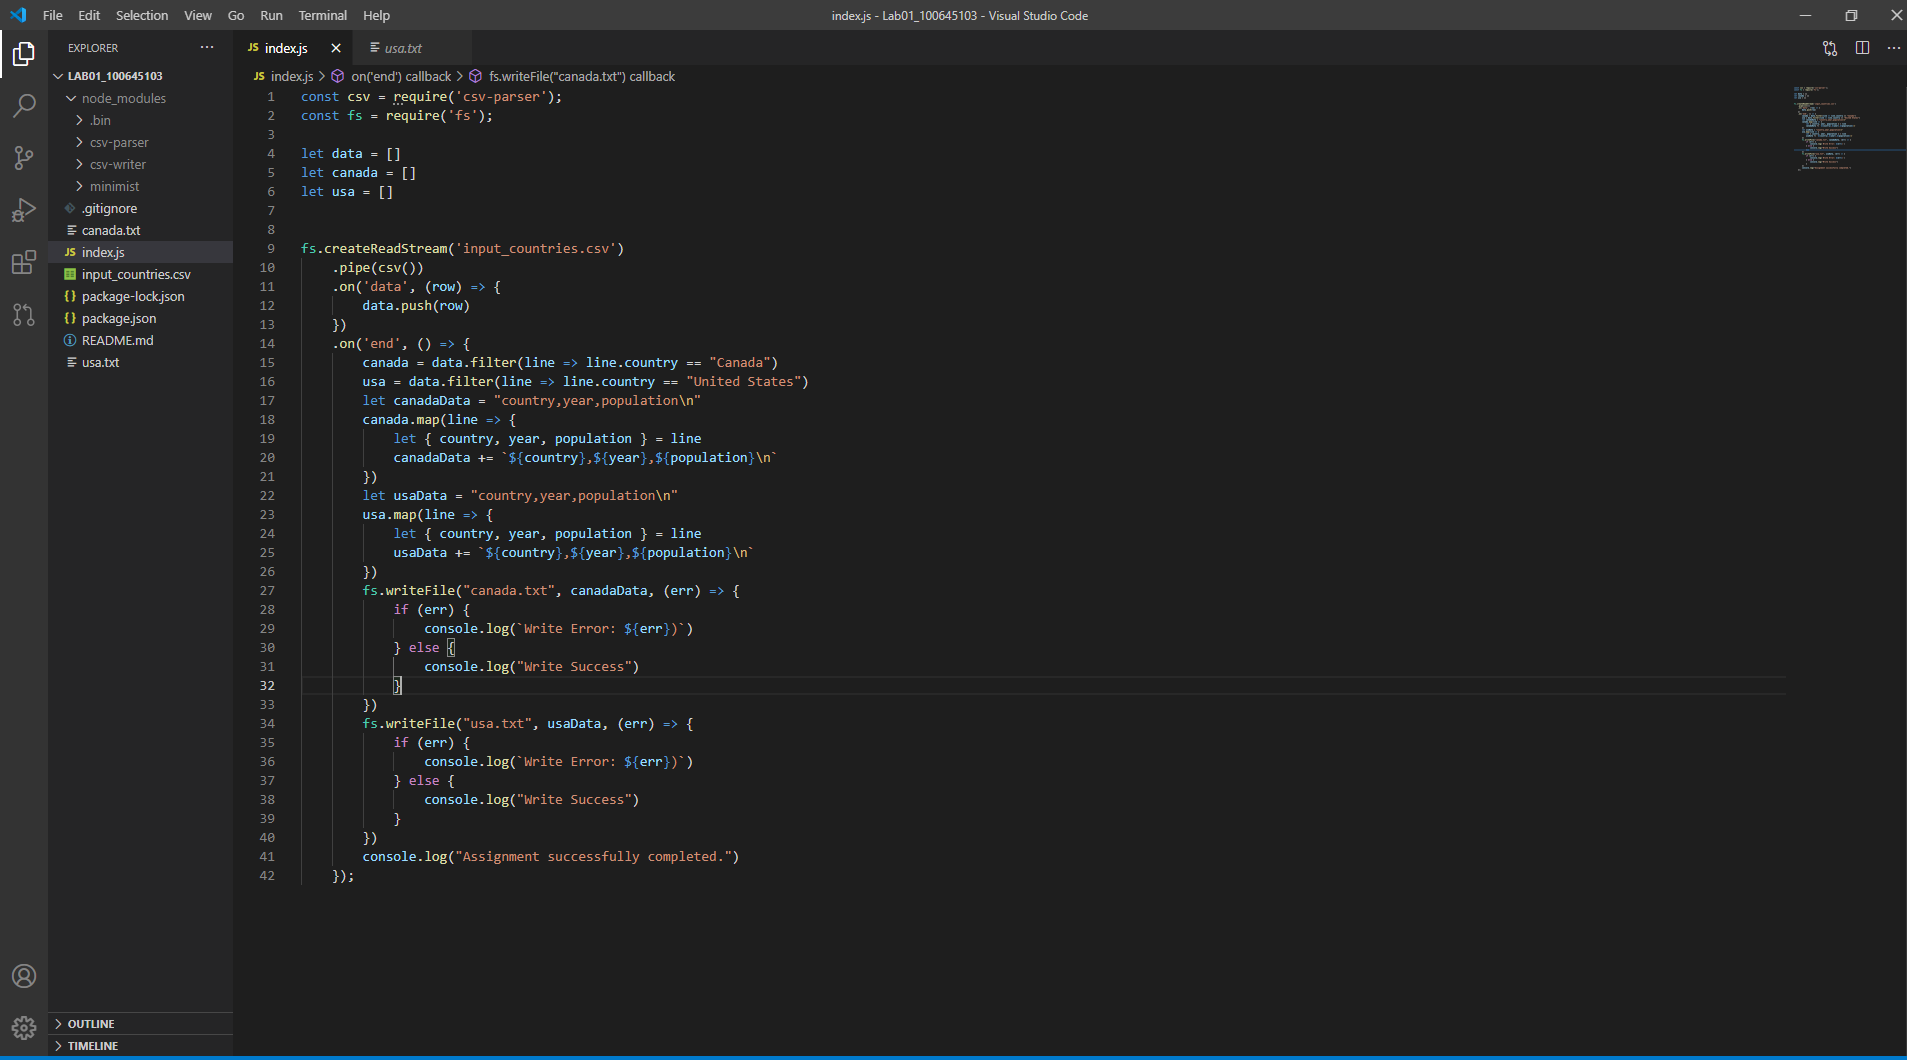 File Edit Selection View Go Run Terminal Help
index.js - Lab01_100645103 - Visual Studio Code
EXPLORER ···
LAB01_100645103
node_modules
.bin
csv-parser
csv-writer
minimist
.gitignore
canada.txt
JS index.js
input_countries.csv
{} package-lock.json
{} package.json
README.md
usa.txt
OUTLINE
TIMELINE
JS index.js usa.txt
JS index.js > on('end') callback > fs.writeFile("canada.txt") callback
1 const csv = require('csv-parser');
2 const fs = require('fs');
3
4 let data = []
5 let canada = []
6 let usa = []
7
8
9 fs.createReadStream('input_countries.csv')
10     .pipe(csv())
11     .on('data', (row) => {
12         data.push(row)
13     })
14     .on('end', () => {
15         canada = data.filter(line => line.country == "Canada")
16         usa = data.filter(line => line.country == "United States")
17         let canadaData = "country,year,population\n"
18         canada.map(line => {
19             let { country, year, population } = line
20             canadaData += `${country},${year},${population}\n`
21         })
22         let usaData = "country,year,population\n"
23         usa.map(line => {
24             let { country, year, population } = line
25             usaData += `${country},${year},${population}\n`
26         })
27         fs.writeFile("canada.txt", canadaData, (err) => {
28             if (err) {
29                 console.log(`Write Error: ${err})`)
30             } else {
31                 console.log("Write Success")
32             }
33         })
34         fs.writeFile("usa.txt", usaData, (err) => {
35             if (err) {
36                 console.log(`Write Error: ${err})`)
37             } else {
38                 console.log("Write Success")
39             }
40         })
41         console.log("Assignment successfully completed.")
42     });